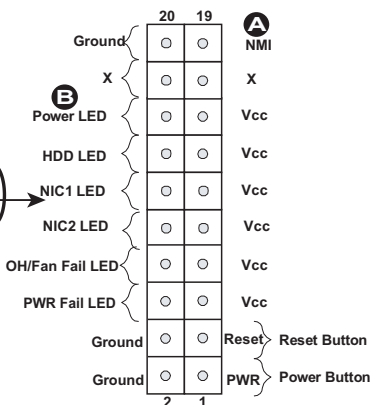 20 19
Ground A NMI
X X
B
Power LED Vcc
HDD LED Vcc
NIC1 LED Vcc
NIC2 LED Vcc
OH/Fan Fail LED Vcc
PWR Fail LED Vcc
Ground Reset Reset Button
Ground PWR Power Button
2 1